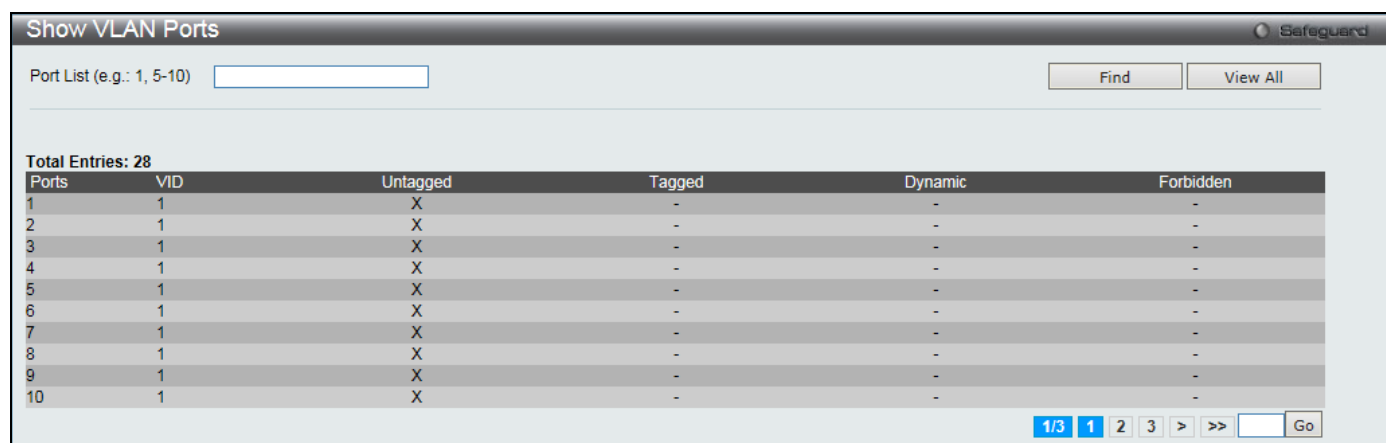 Show VLAN Ports
Safeguard
Port List (e.g.: 1, 5-10)
Find View All
Total Entries: 28
Ports VID Untagged Tagged Dynamic Forbidden
1 1 X - - -
2 1 X - - -
3 1 X - - -
4 1 X - - -
5 1 X - - -
6 1 X - - -
7 1 X - - -
8 1 X - - -
9 1 X - - -
10 1 X - - -
1/3 1 2 3 > >> Go